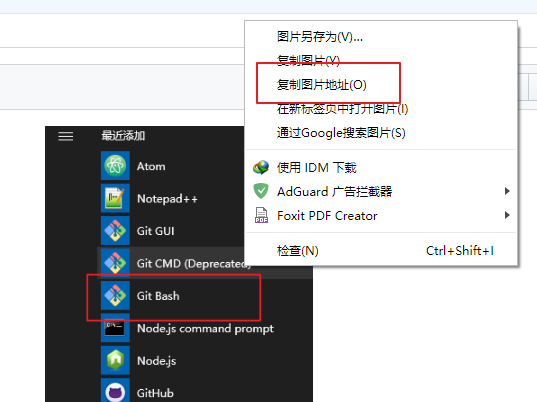 图片另存为(V)...
复制图片(Y)
复制图片地址(O)
在新标签页中打开图片(I)
通过Google搜索图片(S)
使用 IDM 下载
AdGuard 广告拦截器
Foxit PDF Creator
检查(N) Ctrl+Shift+I
最近添加
Atom
Notepad++
Git GUI
Git CMD (Deprecated)
Git Bash
Node.js command prompt
Node.js
GitHub